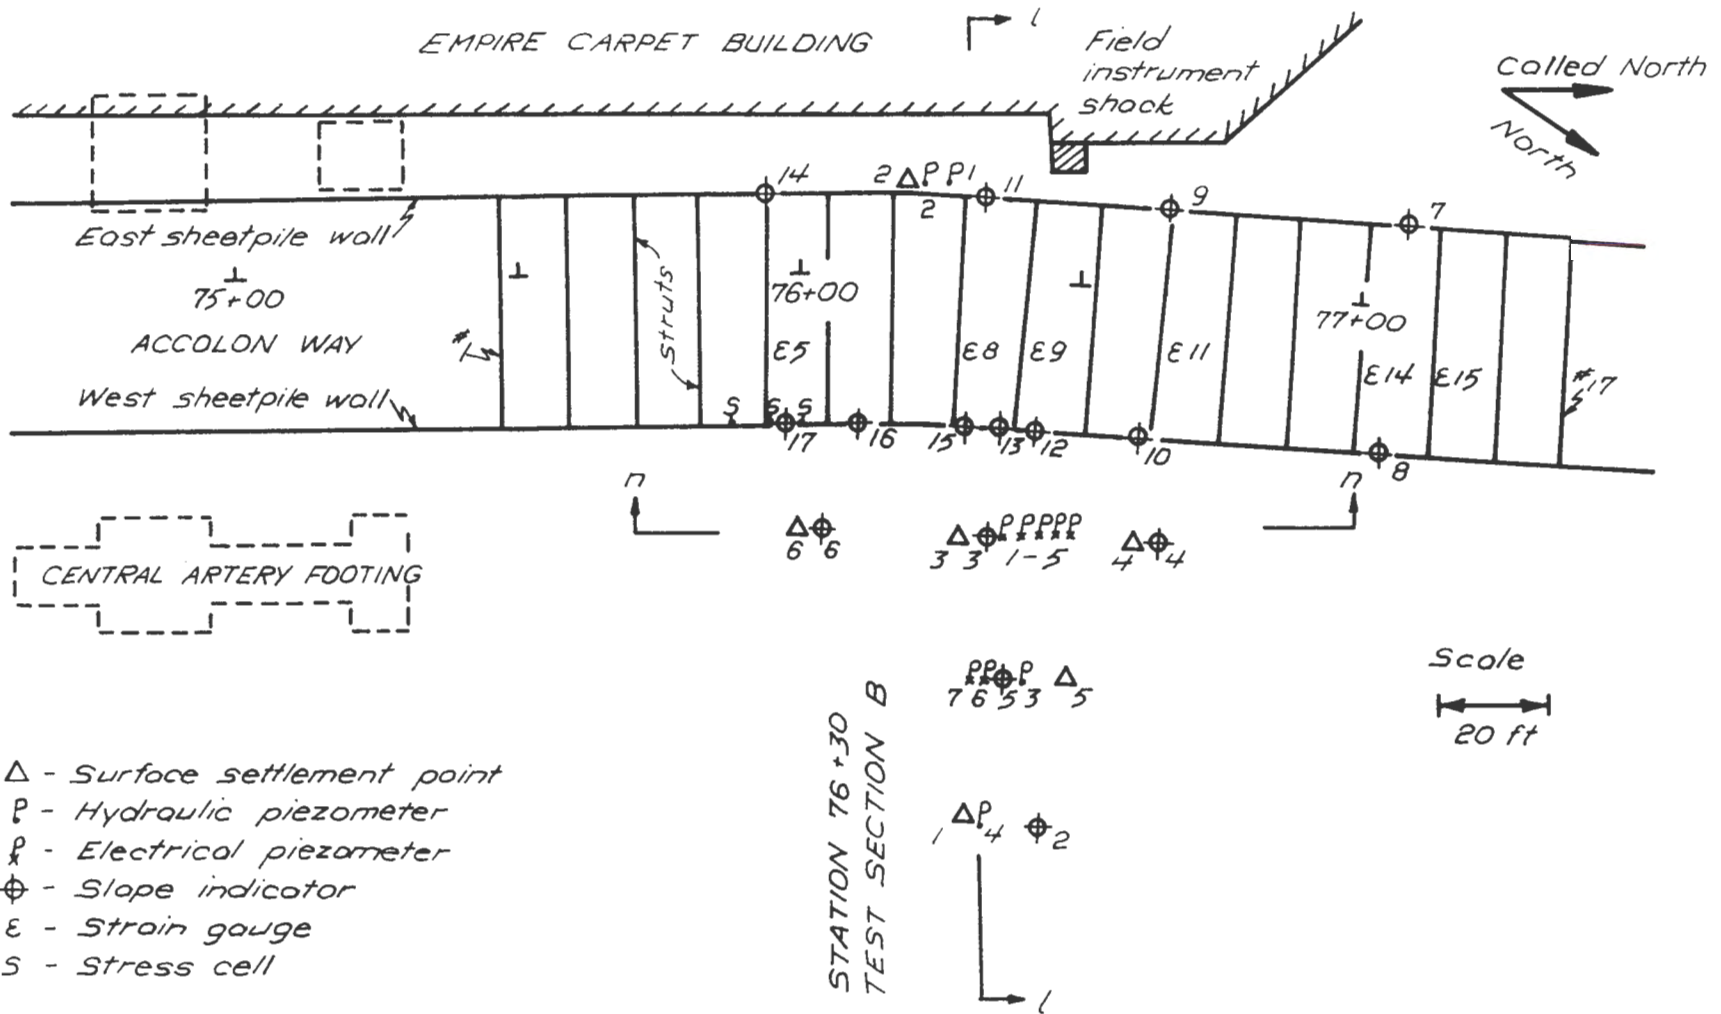 EMPIRE CARPET BUILDING
l
Field
instrument
shack
Called North
North
14
2
1
2
11
9
7
East sheetpile wall
75+00
ACCOLON WAY
West sheetpile wall
#1
Struts
76+00
77+00
ε5
ε8
ε9
ε11
ε14
ε15
#17
S
S
S
17
16
15
13
12
10
8
n
n
6
6
3
3
1-5
4
4
CENTRAL ARTERY FOOTING
7
6
5
3
5
Scale
20 ft
STATION 76+30
TEST SECTION B
1
4
2
l
Δ - Surface settlement point
- Hydraulic piezometer
- Electrical piezometer
- Slope indicator
ε - Strain gauge
S - Stress cell